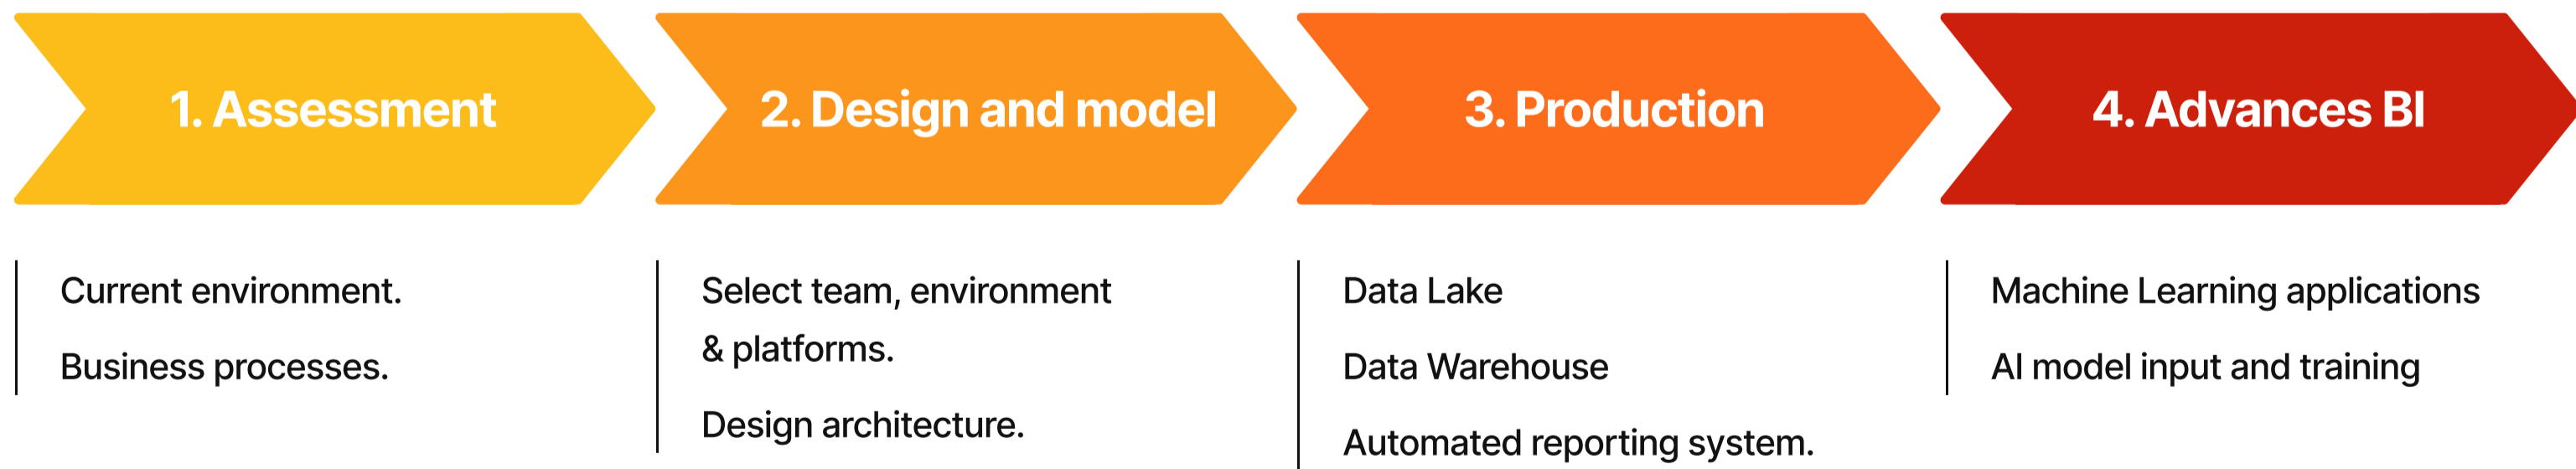 1. Assessment
Current environment.
Business processes.
2. Design and model
Select team, environment
& platforms.
Design architecture.
3. Production
Data Lake
Data Warehouse
Automated reporting system.
4. Advances BI
Machine Learning applications
AI model input and training